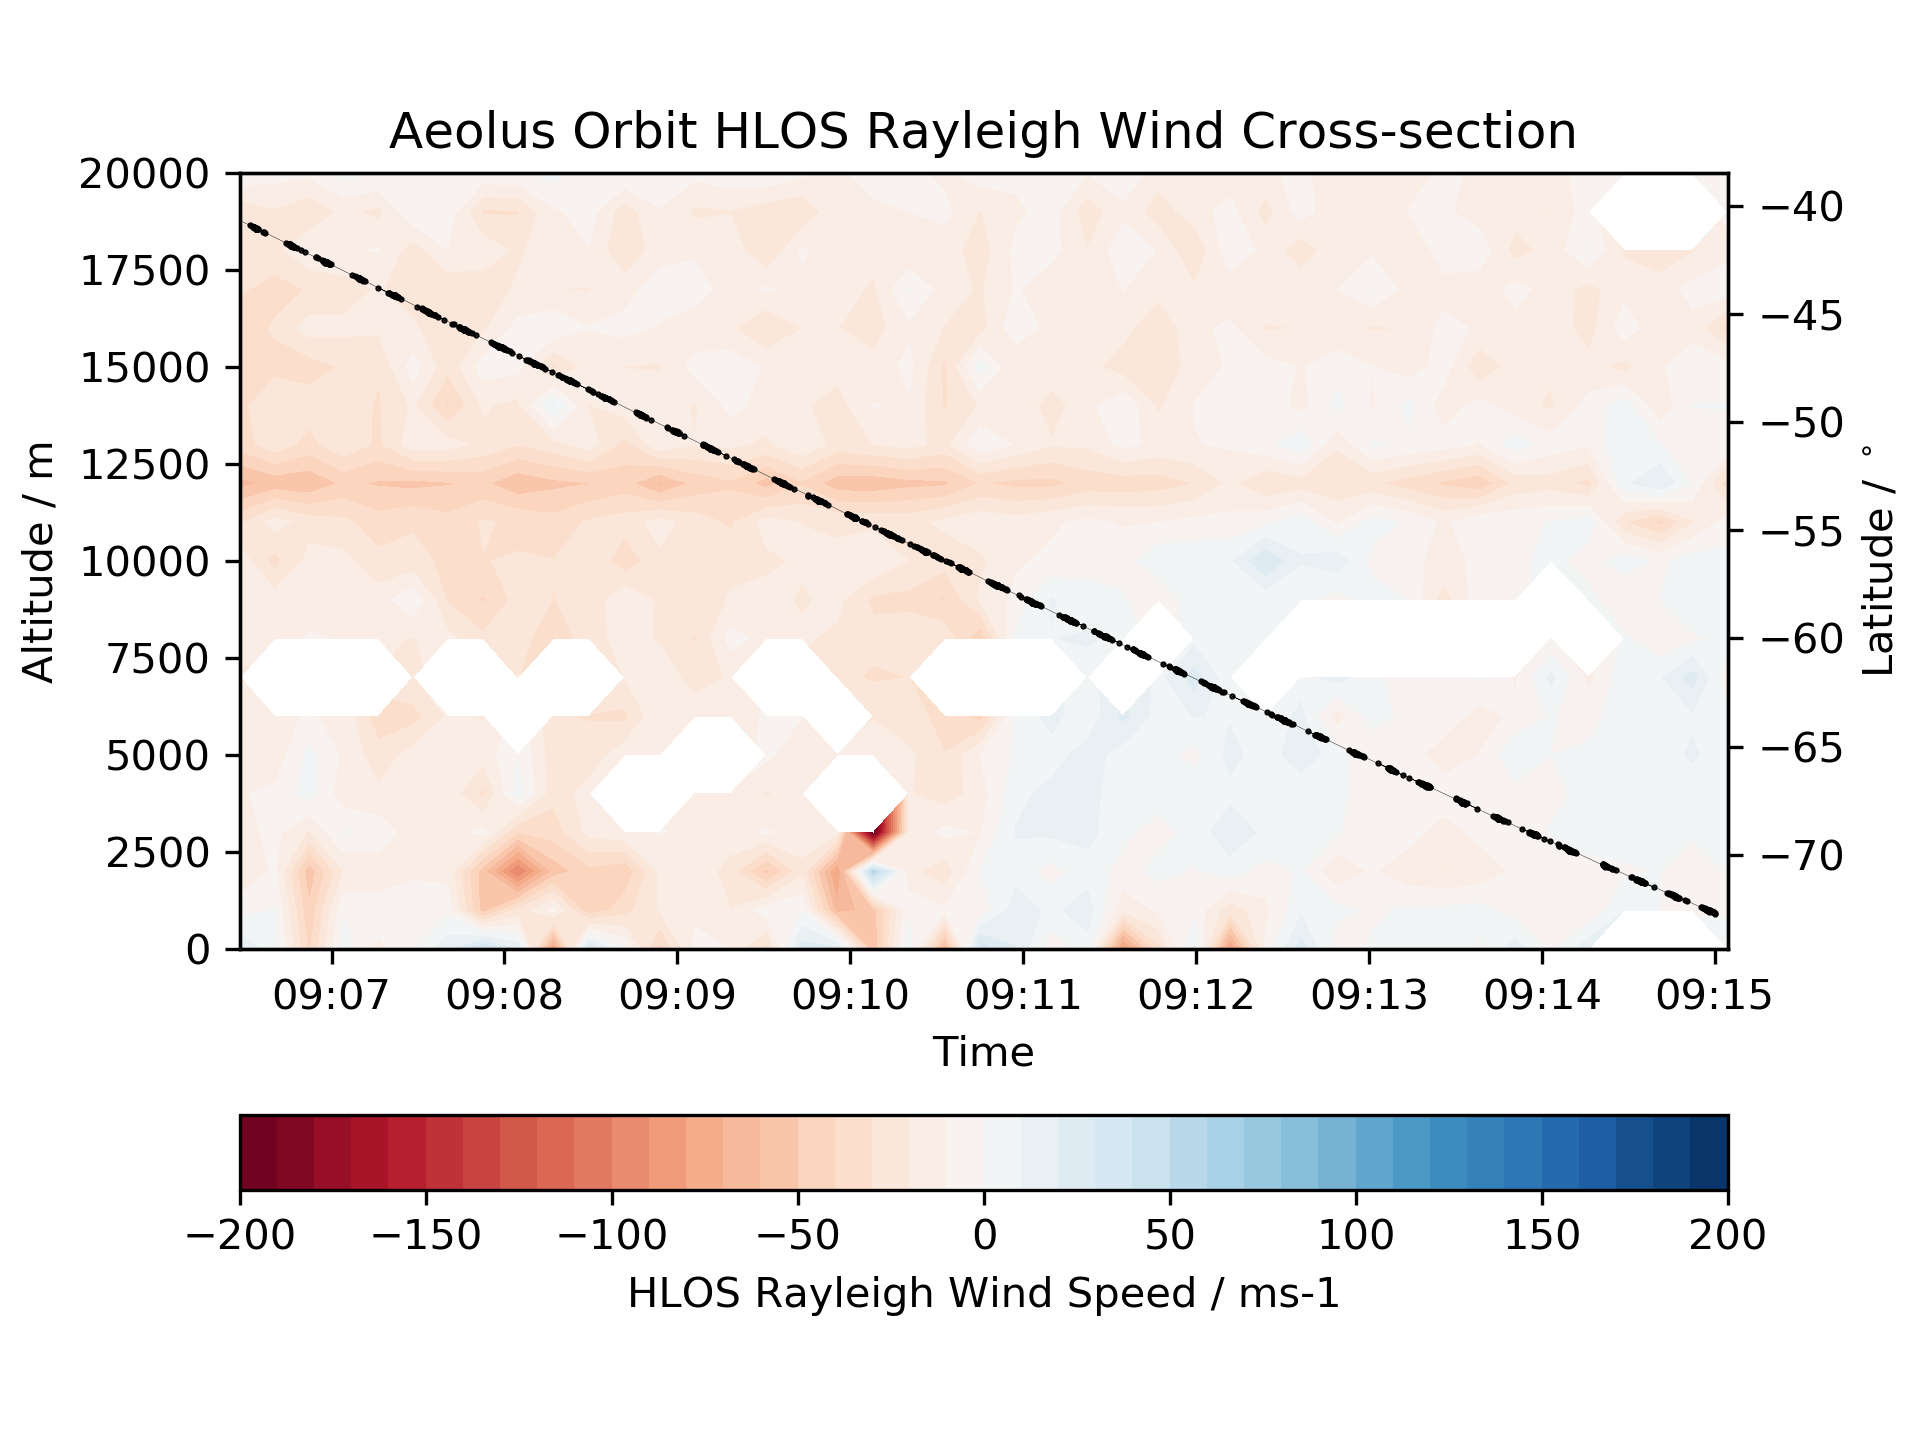 Aeolus Orbit HLOS Rayleigh Wind Cross-section
20000
17500
15000
12500
10000
7500
5000
2500
0
Altitude / m
−40
−45
−50
−55
−60
−65
−70
Latitude / °
09:07 09:08 09:09 09:10 09:11 09:12 09:13 09:14 09:15
Time
−200 −150 −100 −50 0 50 100 150 200
HLOS Rayleigh Wind Speed / ms-1